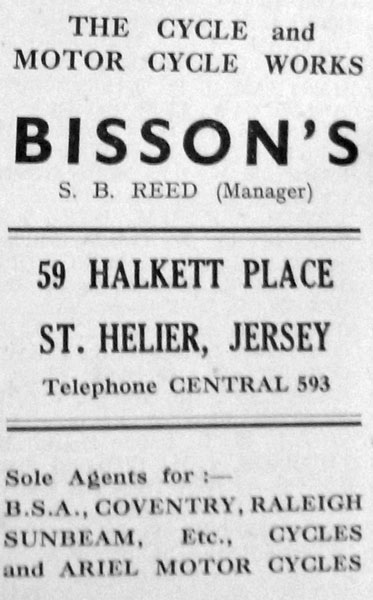 THE CYCLE and
MOTOR CYCLE WORKS
BISSON'S
S. B. REED (Manager)
59 HALKETT PLACE
ST. HELIER, JERSEY
Telephone CENTRAL 593
Sole Agents for :—
B.S.A., COVENTRY, RALEIGH
SUNBEAM, Etc., CYCLES
and ARIEL MOTOR CYCLES